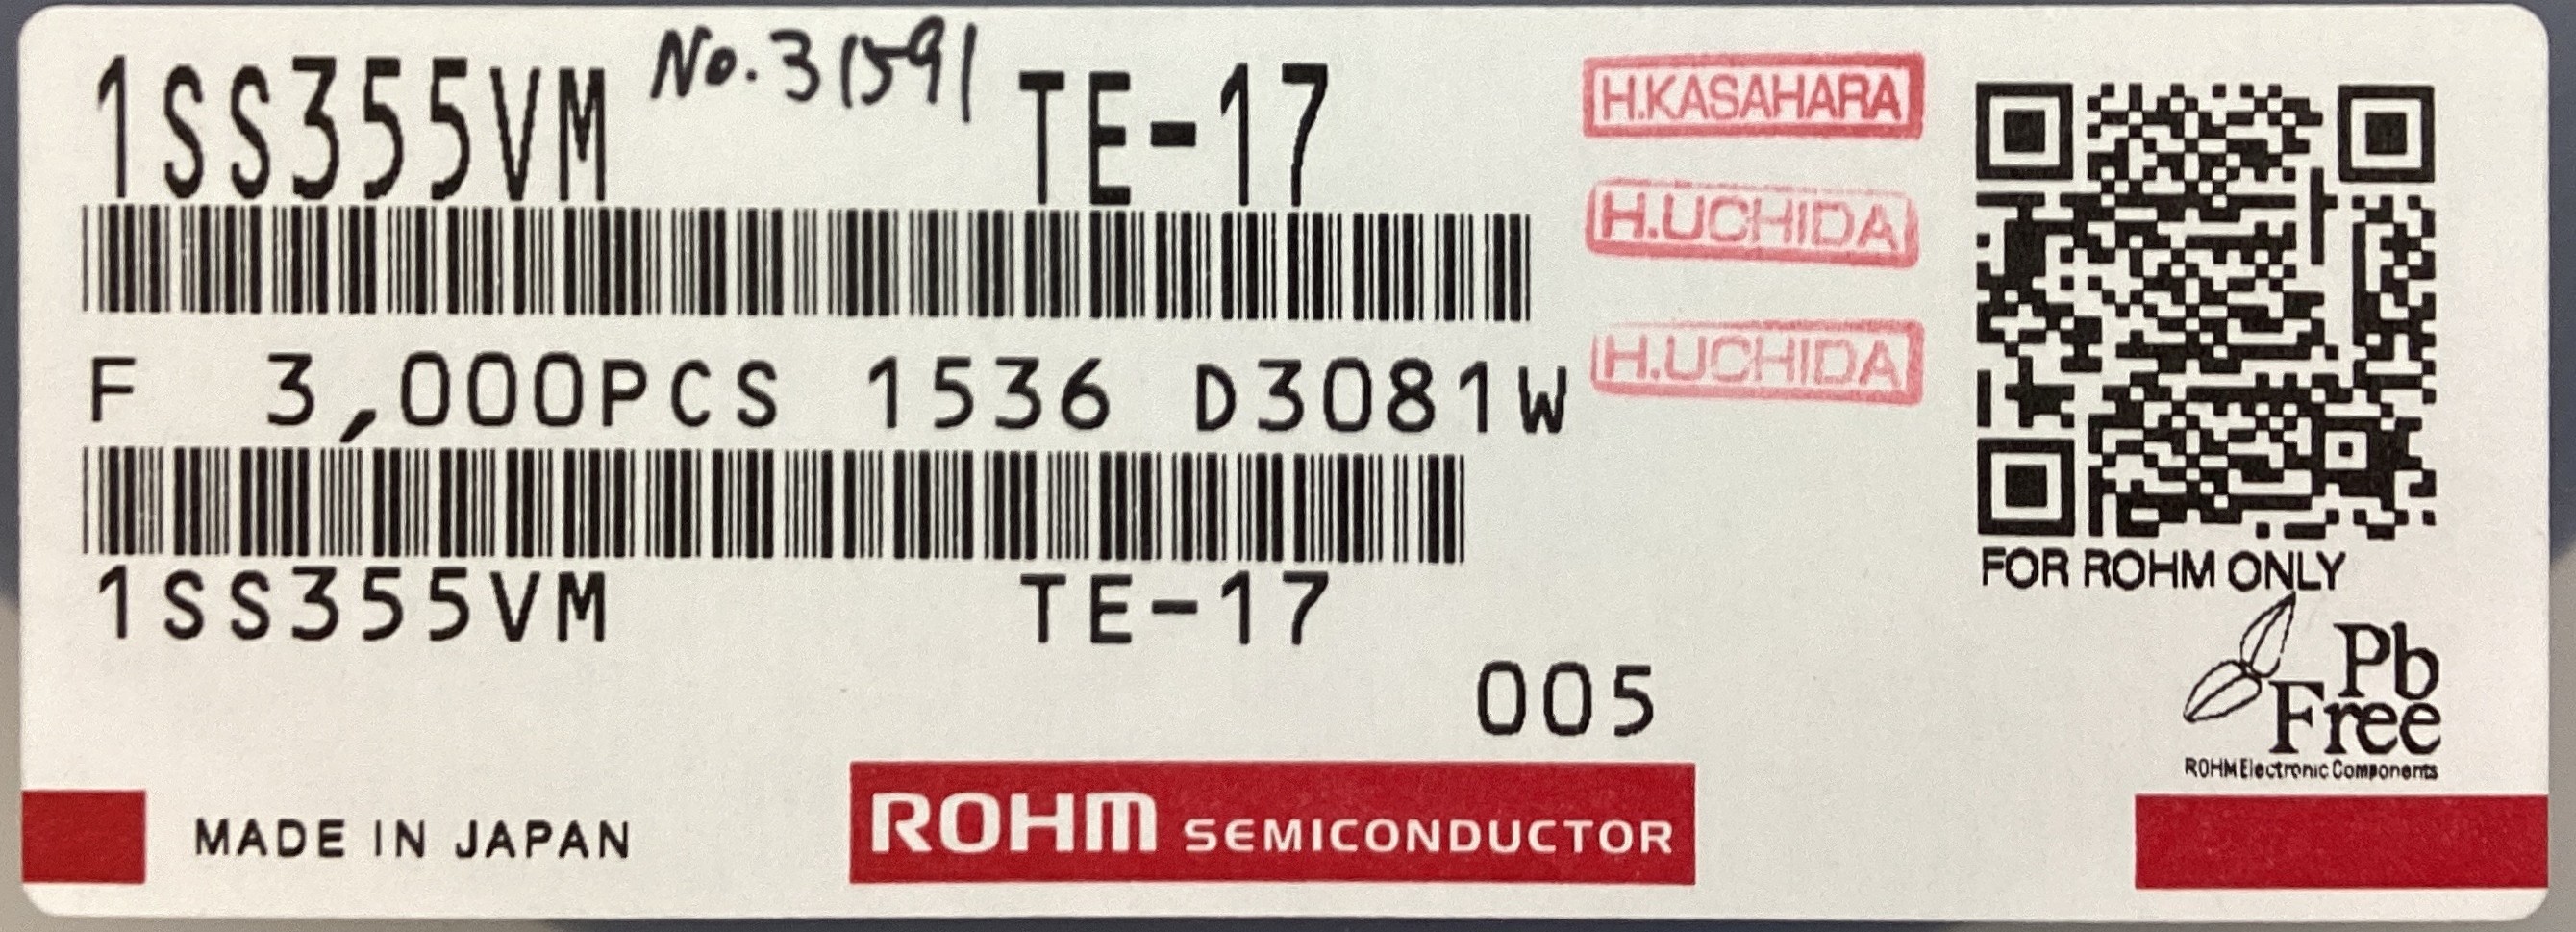 1SS355VM No.31591 TE-17
H.KASAHARA
H.UCHIDA
F 3,000PCS 1536 D3081W
H.UCHIDA
1SS355VM TE-17
FOR ROHM ONLY
005
Pb
Free
ROHM Electronic Components
MADE IN JAPAN
ROHM SEMICONDUCTOR